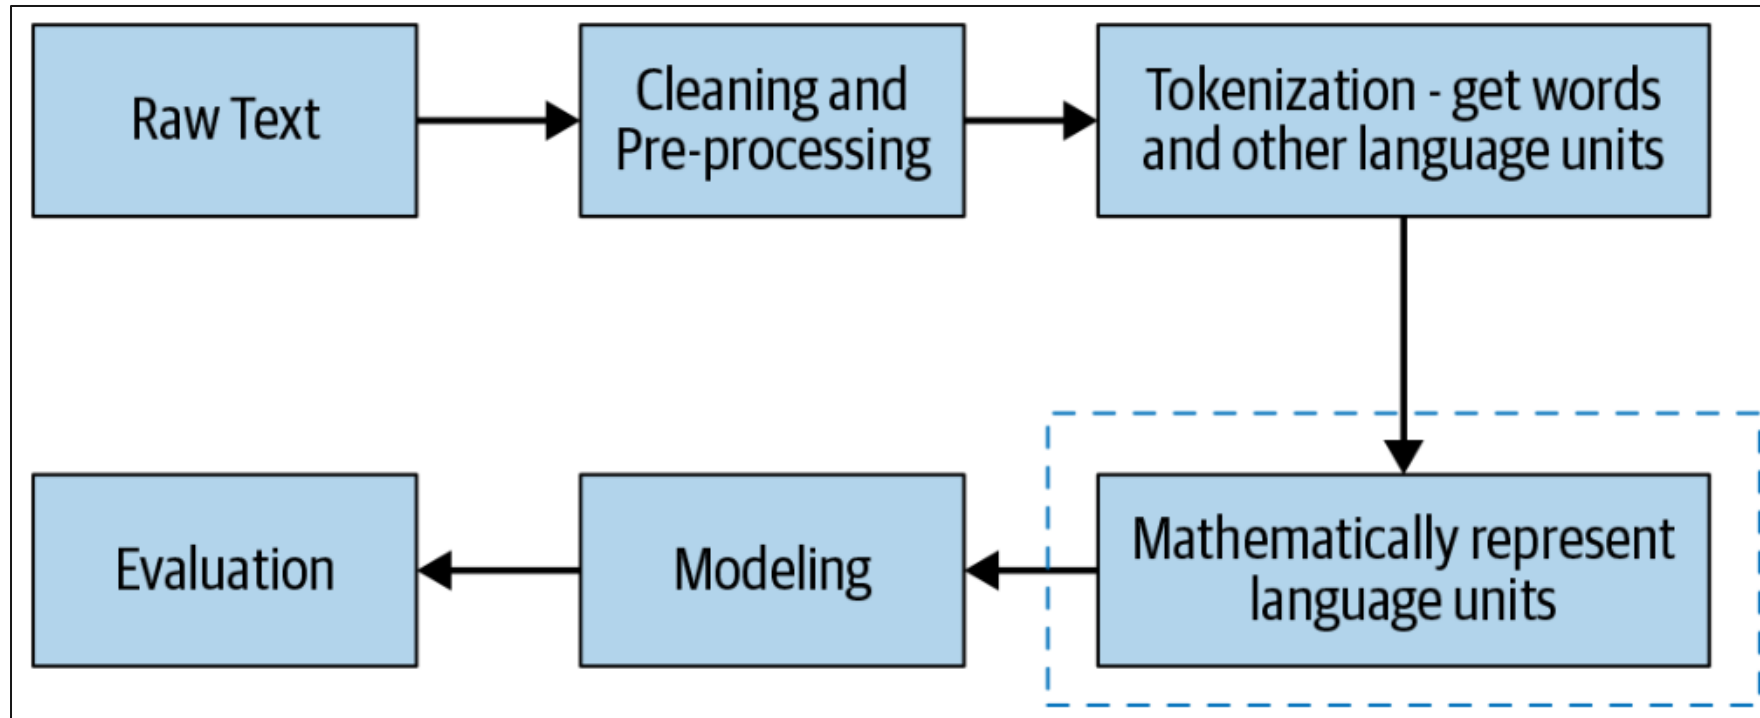 Raw Text
Cleaning and
Pre-processing
Tokenization - get words
and other language units
Mathematically represent
language units
Modeling
Evaluation